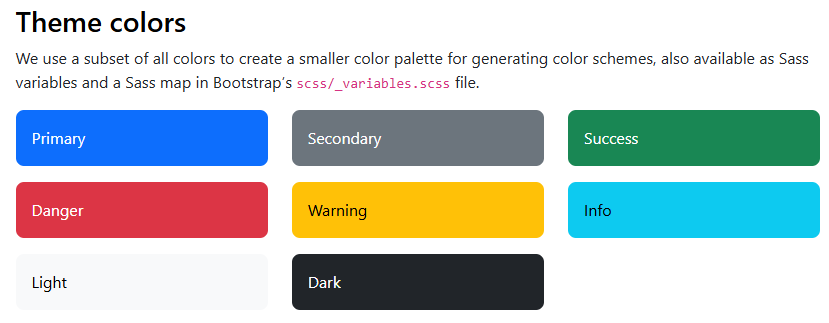 Theme colors
We use a subset of all colors to create a smaller color palette for generating color schemes, also available as Sass
variables and a Sass map in Bootstrap’s scss/_variables.scss file.
Primary
Secondary
Success
Danger
Warning
Info
Light
Dark